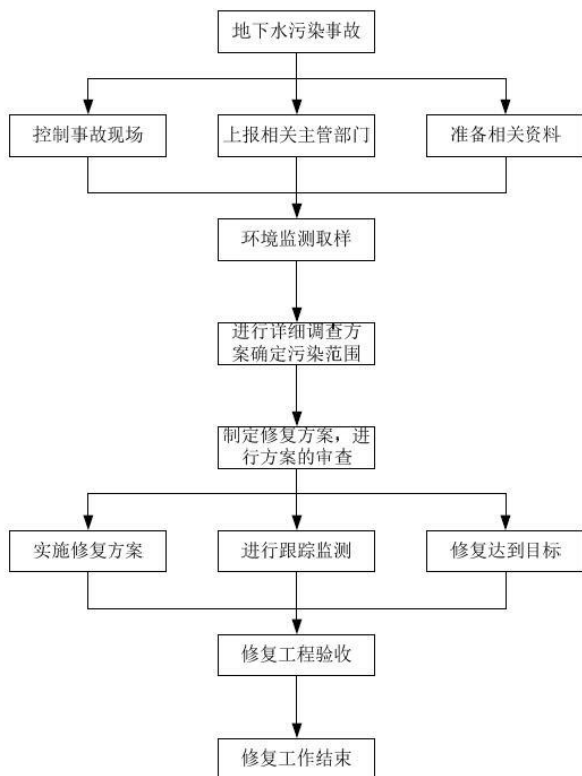 地下水污染事故
控制事故现场
上报相关主管部门
准备相关资料
环境监测取样
进行详细调查方
案确定污染范围
制定修复方案，进
行方案的审查
实施修复方案
进行跟踪监测
修复达到目标
修复工程验收
修复工作结束